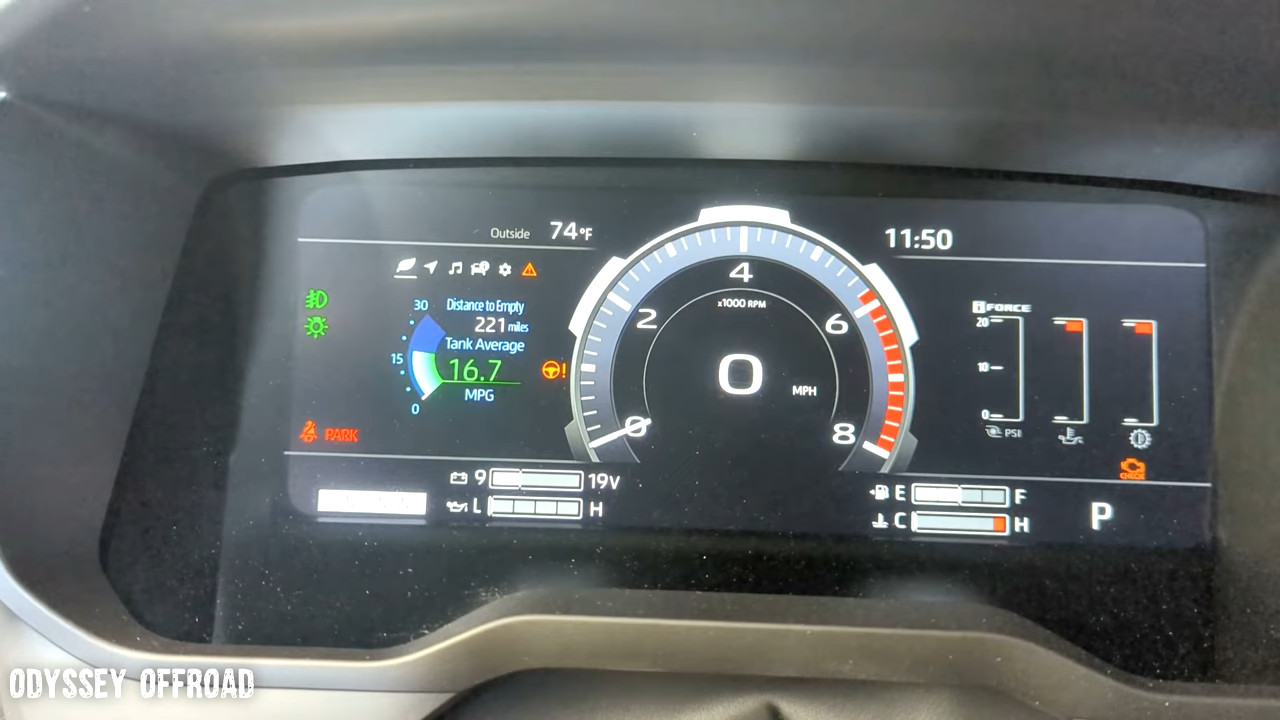 Outside 74°F
11:50
30
Distance to Empty
221 miles
Tank Average
15
16.7
MPG
0
PARK
4
x1000 RPM
2
6
0
MPH
0
8
i FORCE
20
10
0
PSI
CHECK
9
19V
L
H
E
F
C
H
P
ODYSSEY OFFROAD